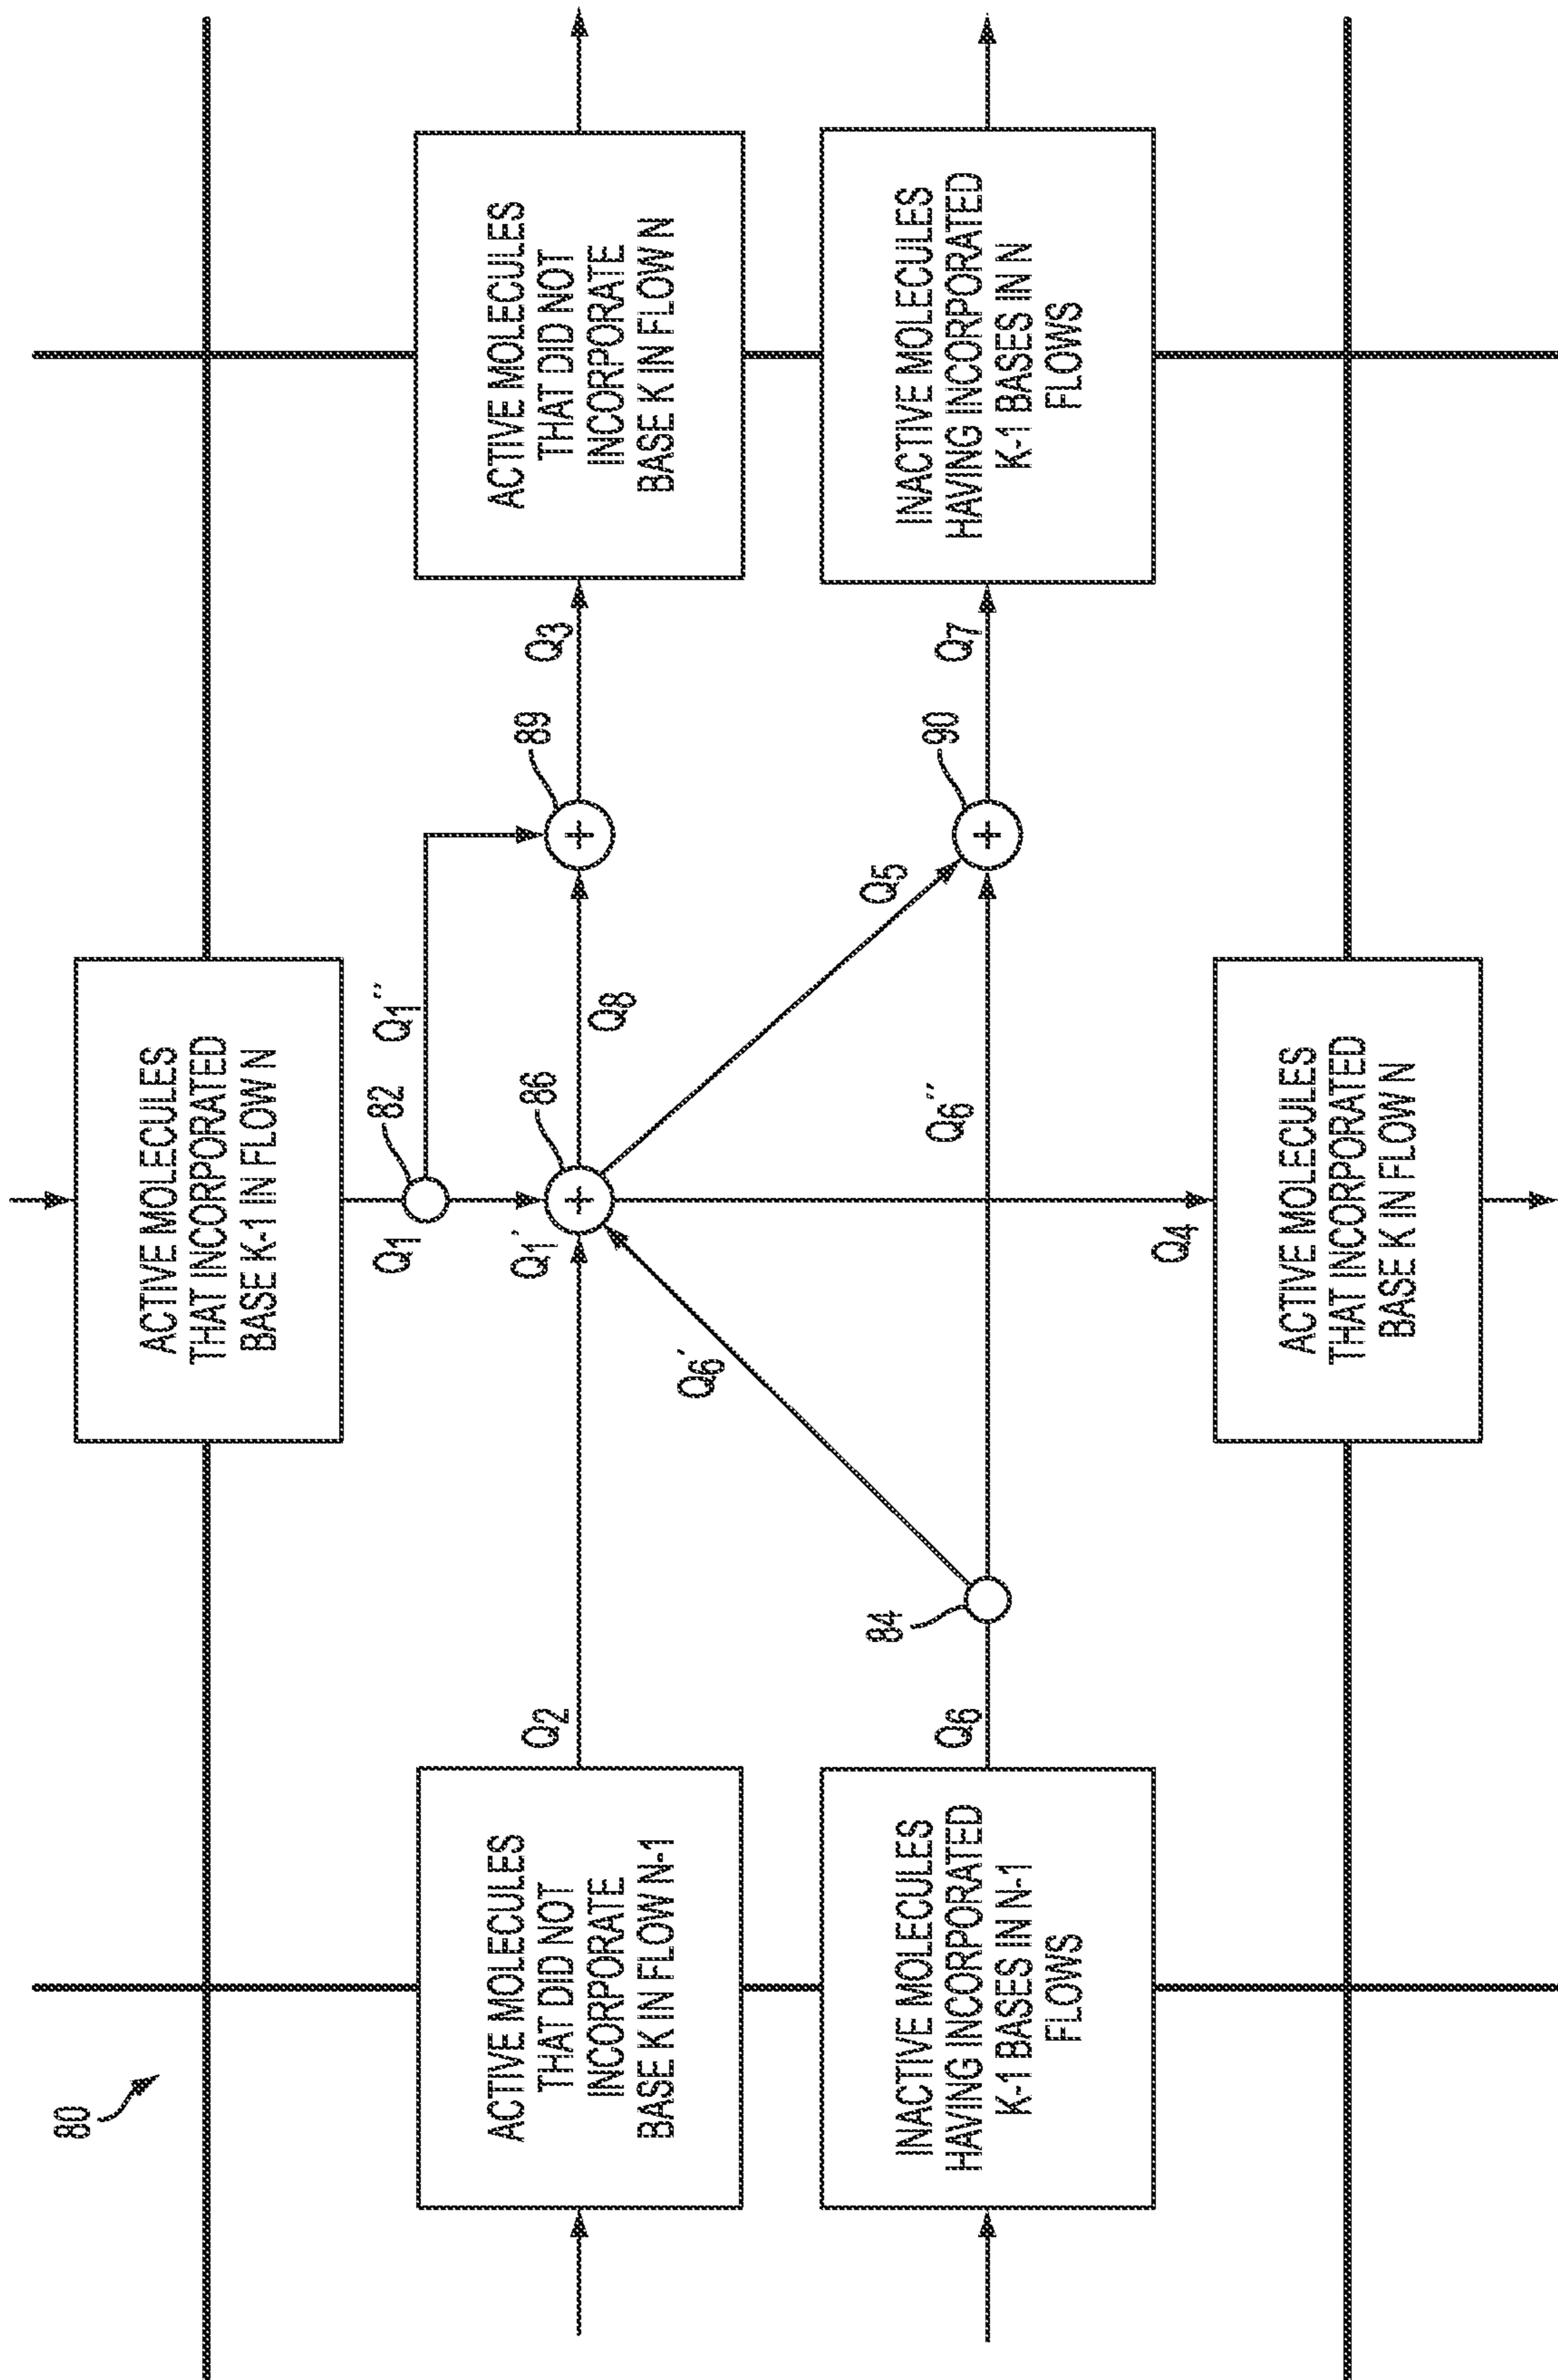 80
ACTIVE MOLECULES
THAT INCORPORATED
BASE K-1 IN FLOW N
Q1
82
Q1''
ACTIVE MOLECULES
THAT DID NOT
INCORPORATE
BASE K IN FLOW N-1
Q2
Q1'
86
Q8
89
Q3
ACTIVE MOLECULES
THAT DID NOT
INCORPORATE
BASE K IN FLOW N
Q6'
Q5
INACTIVE MOLECULES
HAVING INCORPORATED
K-1 BASES IN N-1
FLOWS
Q6
84
Q6''
90
Q7
INACTIVE MOLECULES
HAVING INCORPORATED
K-1 BASES IN N
FLOWS
Q4
ACTIVE MOLECULES
THAT INCORPORATED
BASE K IN FLOW N